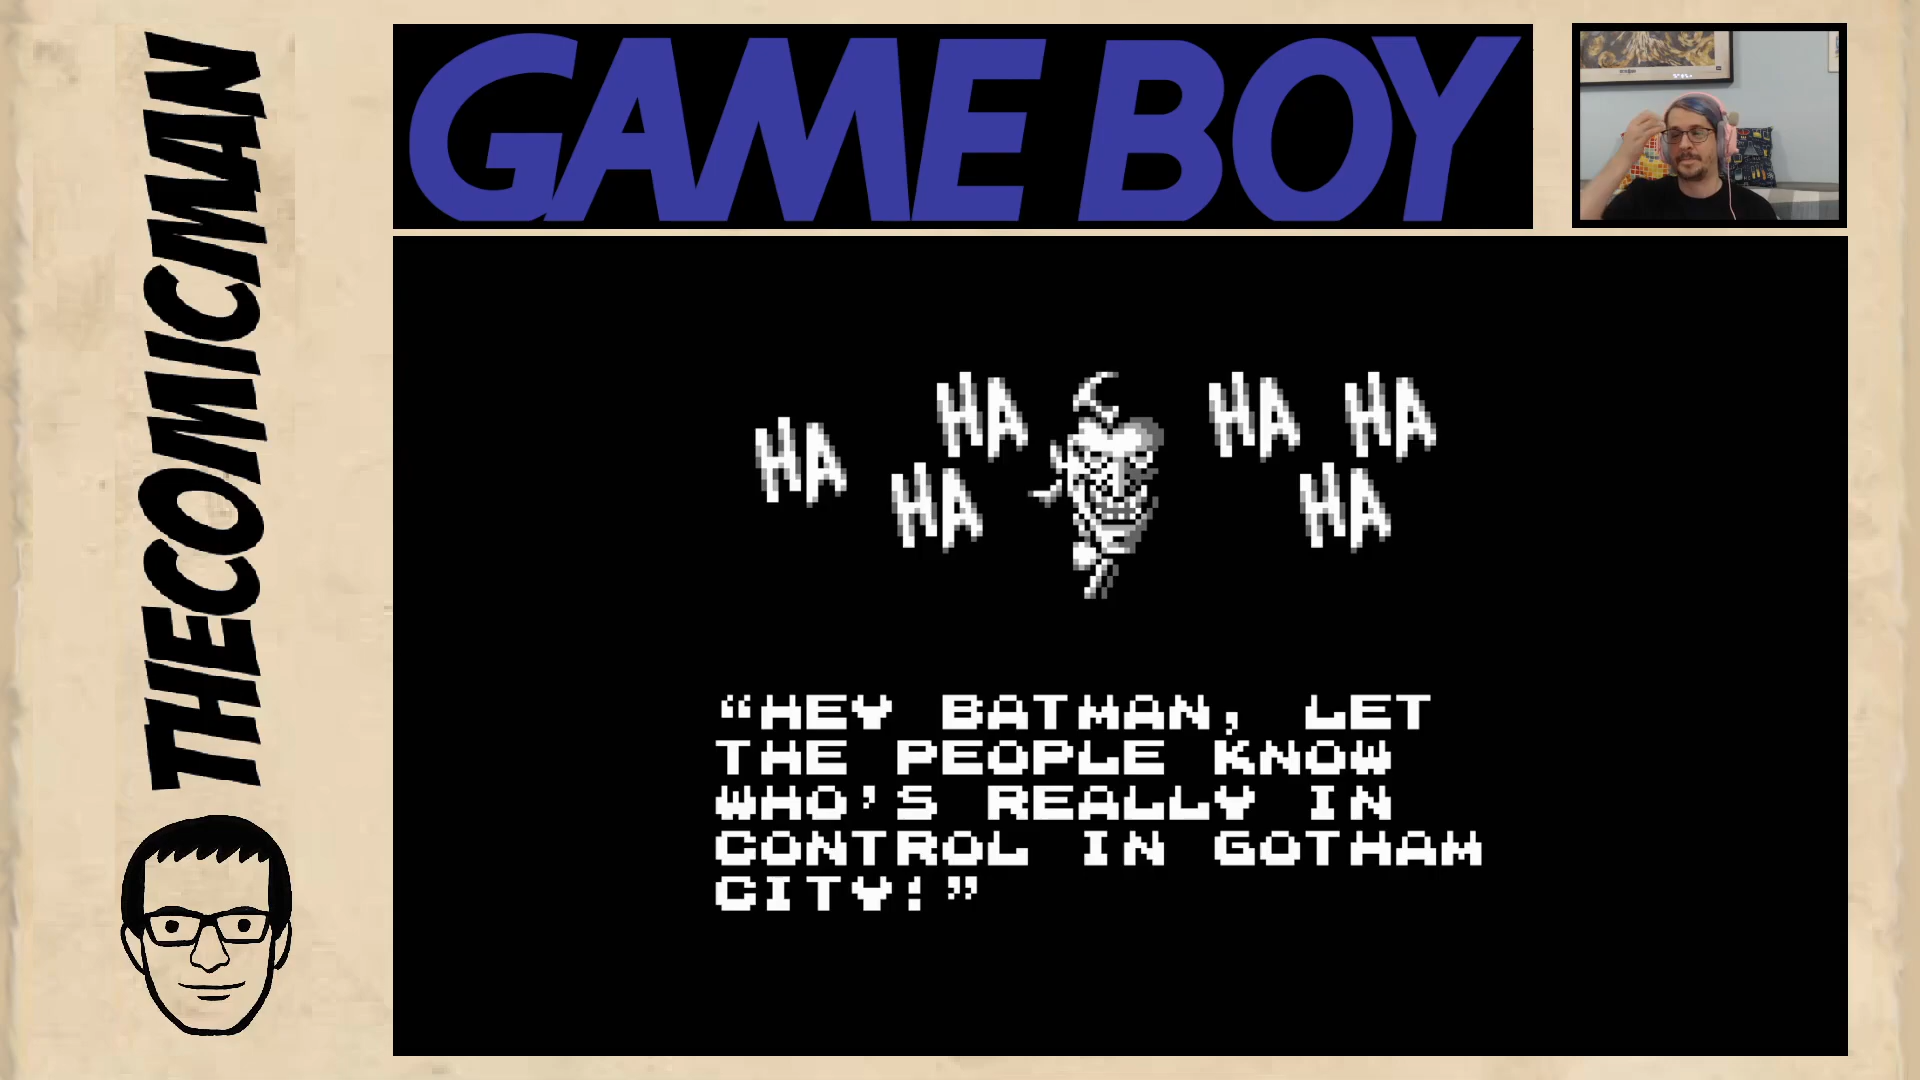 THECOMICMAN
GAME BOY
HA HA HA HA HA HA
“HEY BATMAN, LET
THE PEOPLE KNOW
WHO’S REALLY IN
CONTROL IN GOTHAM
CITY!”